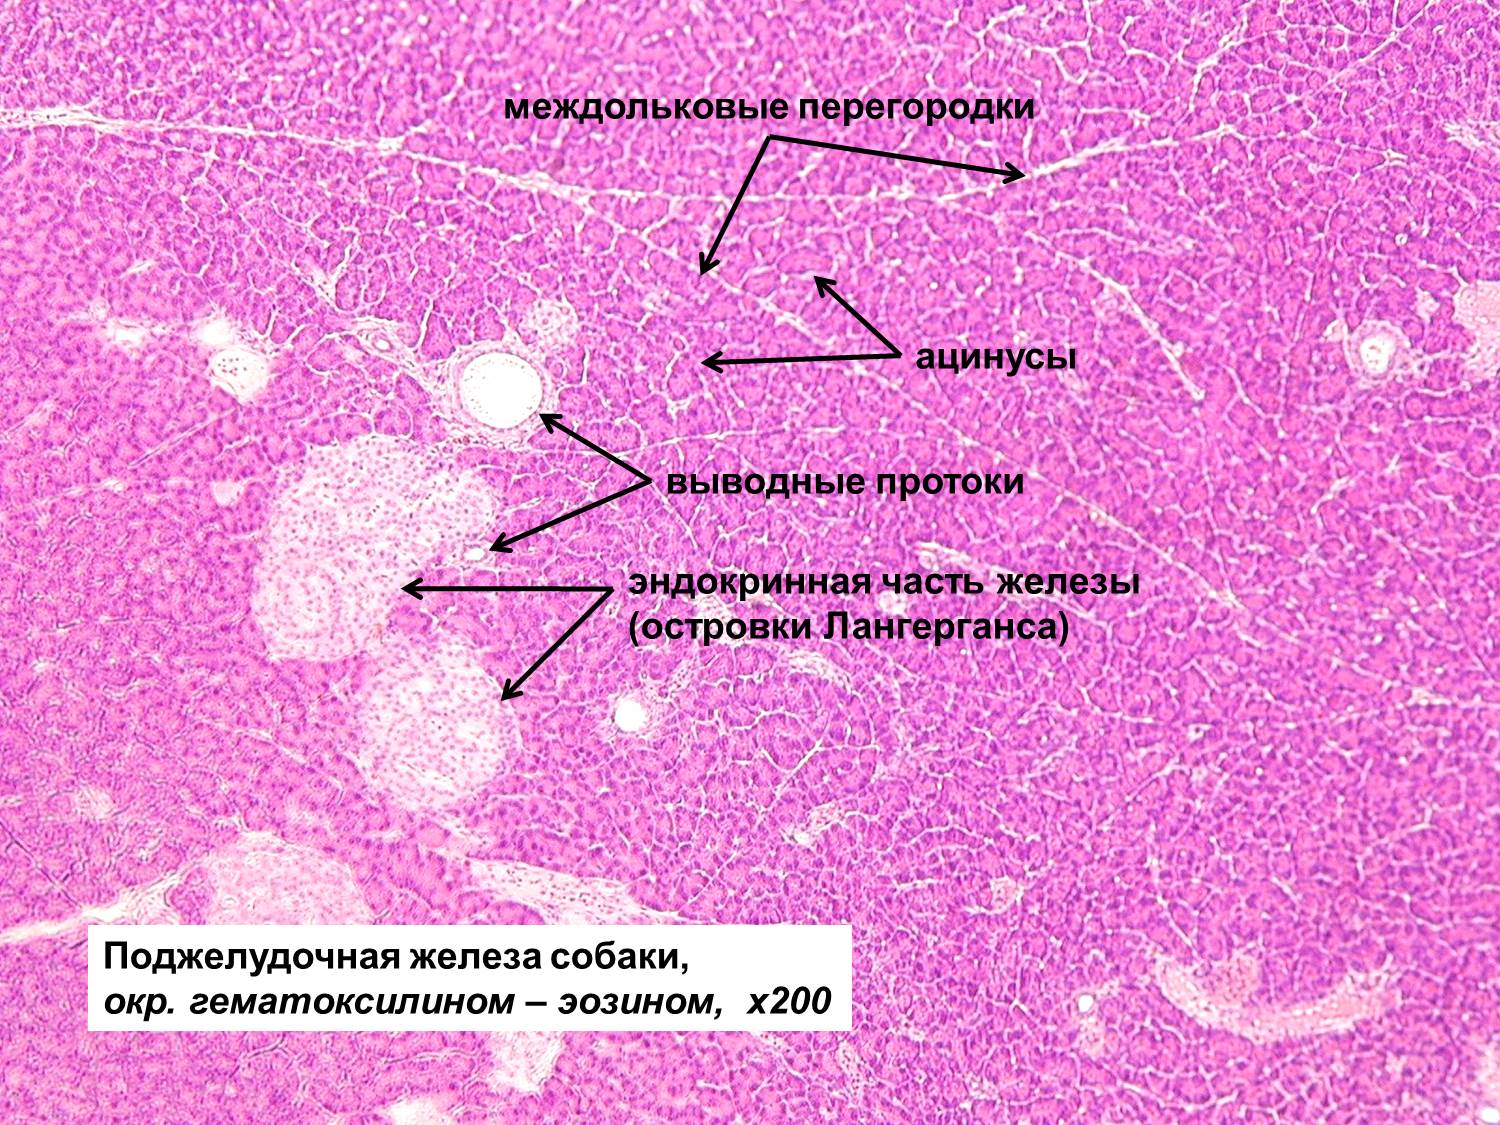 междольковые перегородки
ацинусы
выводные протоки
эндокринная часть железы
(островки Лангерганса)
Поджелудочная железа собаки,
окр. гематоксилином – эозином, х200